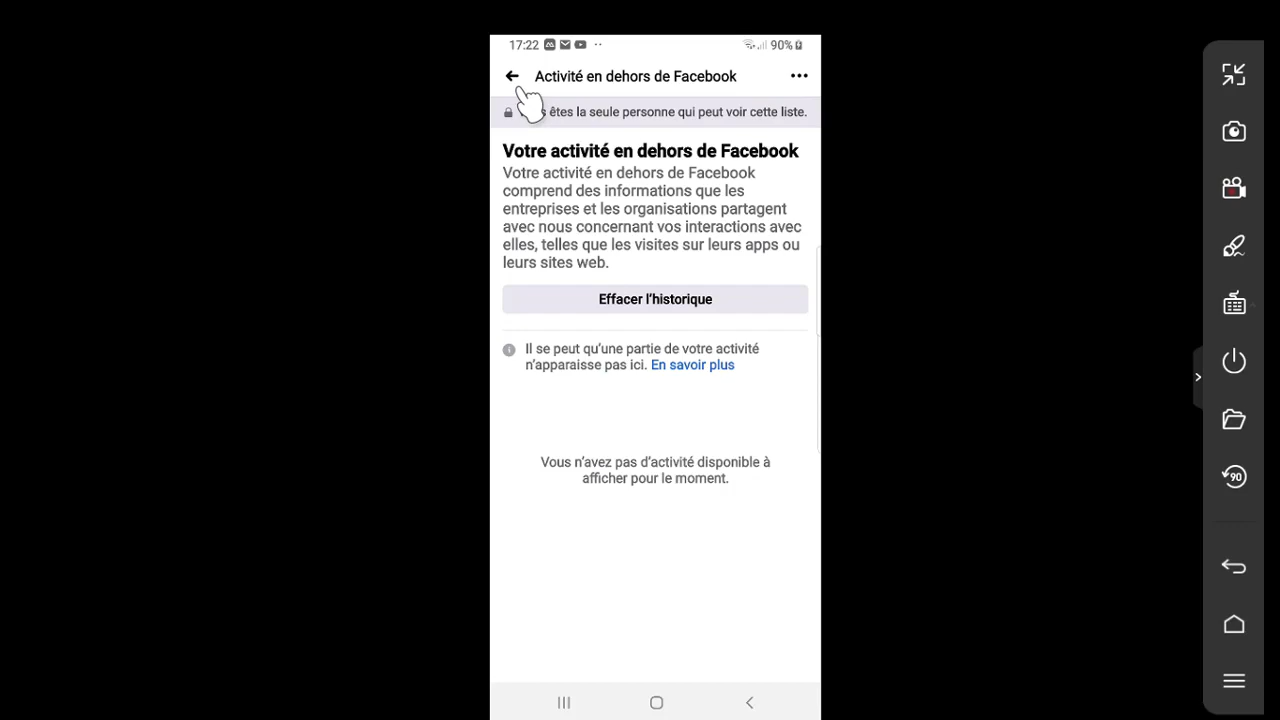 17:22
90%
Activité en dehors de Facebook
êtes la seule personne qui peut voir cette liste.
Votre activité en dehors de Facebook
Votre activité en dehors de Facebook
comprend des informations que les
entreprises et les organisations partagent
avec nous concernant vos interactions avec
elles, telles que les visites sur leurs apps ou
leurs sites web.
Effacer l’historique
Il se peut qu’une partie de votre activité
n’apparaisse pas ici. En savoir plus
Vous n’avez pas d’activité disponible à
afficher pour le moment.
90